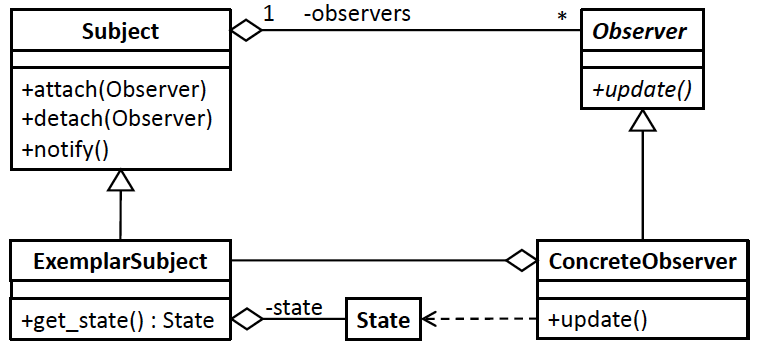 Subject
1 -observers *
Observer
+attach(Observer)
+detach(Observer)
+notify()
+update()
ExemplarSubject
ConcreteObserver
+get_state() : State
-state
State
+update()